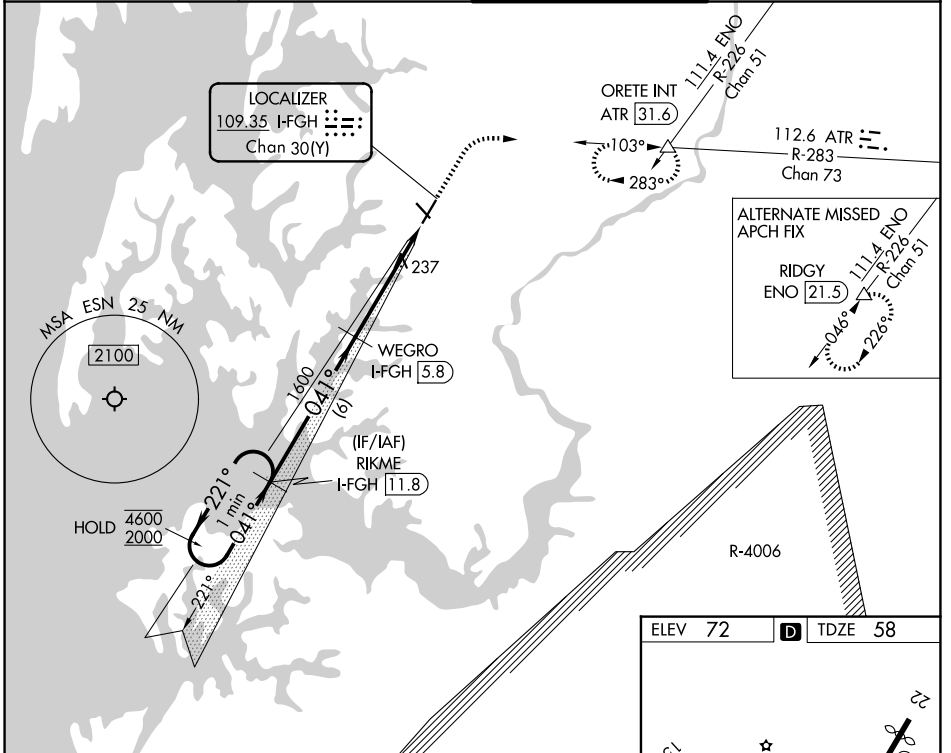 LOCALIZER
109.35 I-FGH
Chan 30(Y)
111.4 ENO
R-226
Chan 51
ORETE INT
ATR 31.6
103°
283°
112.6 ATR
R-283
Chan 73
ALTERNATE MISSED
APCH FIX
111.4 ENO
R-226
Chan 51
RIDGY
ENO 21.5
046°
226°
237
MSA ESN 25 NM
2100
WEGRO
I-FGH 5.8
1600
041°
(6)
(IF/IAF)
RIKME
I-FGH 11.8
221°
1 min
041°
HOLD 4600
2000
221°
R-4006
ELEV 72
D
TDZE 58
22
13